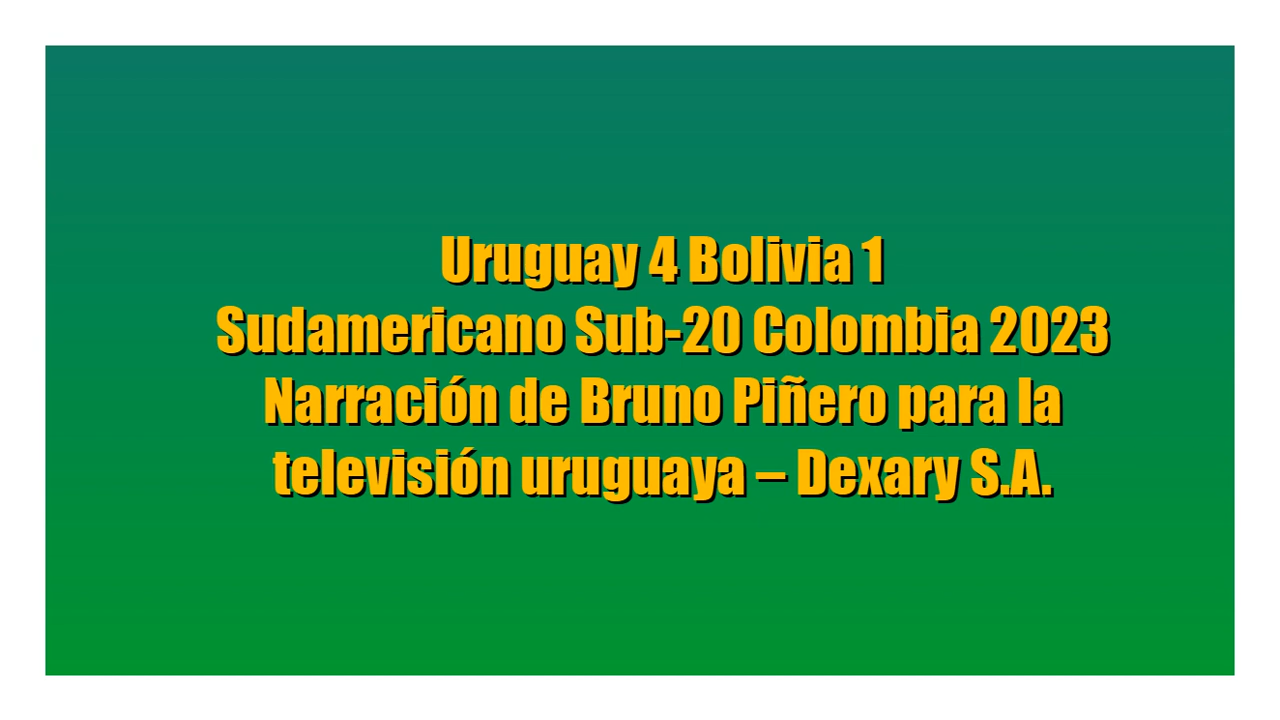 Uruguay 4 Bolivia 1
Sudamericano Sub-20 Colombia 2023
Narración de Bruno Piñero para la
televisión uruguaya – Dexary S.A.